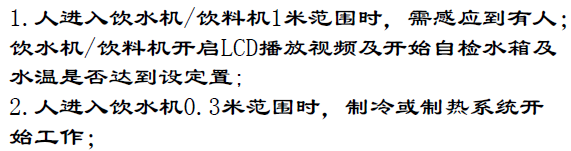 1.人进入饮水机/饮料机1米范围时，需感应到有人；
饮水机/饮料机开启LCD播放视频及开始自检水箱及
水温是否达到设定置;
2.人进入饮水机0.3米范围时，制冷或制热系统开
始工作；